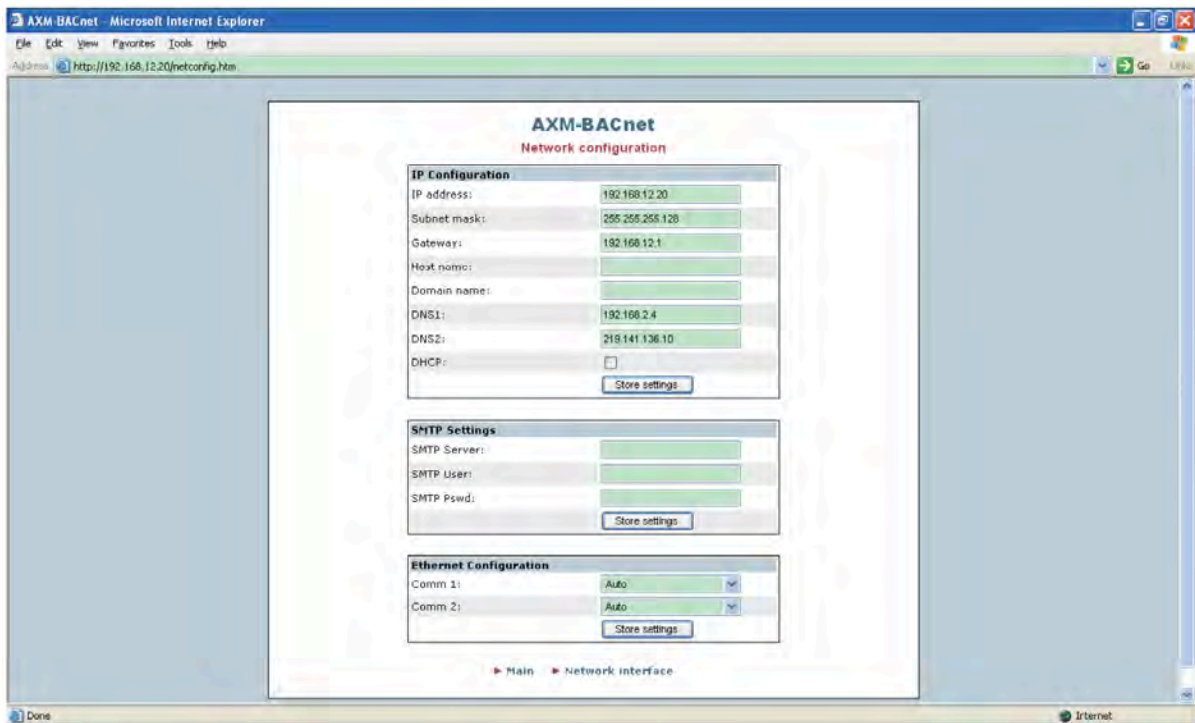 AXM-BACnet - Microsoft Internet Explorer
File Edit View Favorites Tools Help
Address http://192.168.12.20/netconfig.htm Go Links
AXM-BACnet
Network configuration
IP Configuration
IP address: 192.168.12.20
Subnet mask: 255.255.255.128
Gateway: 192.168.12.1
Host name:
Domain name:
DNS1: 192.168.2.4
DNS2: 219.141.136.10
DHCP:
Store settings
SMTP Settings
SMTP Server:
SMTP User:
SMTP Pswd:
Store settings
Ethernet Configuration
Comm 1: Auto
Comm 2: Auto
Store settings
Main Network interface
Done Internet